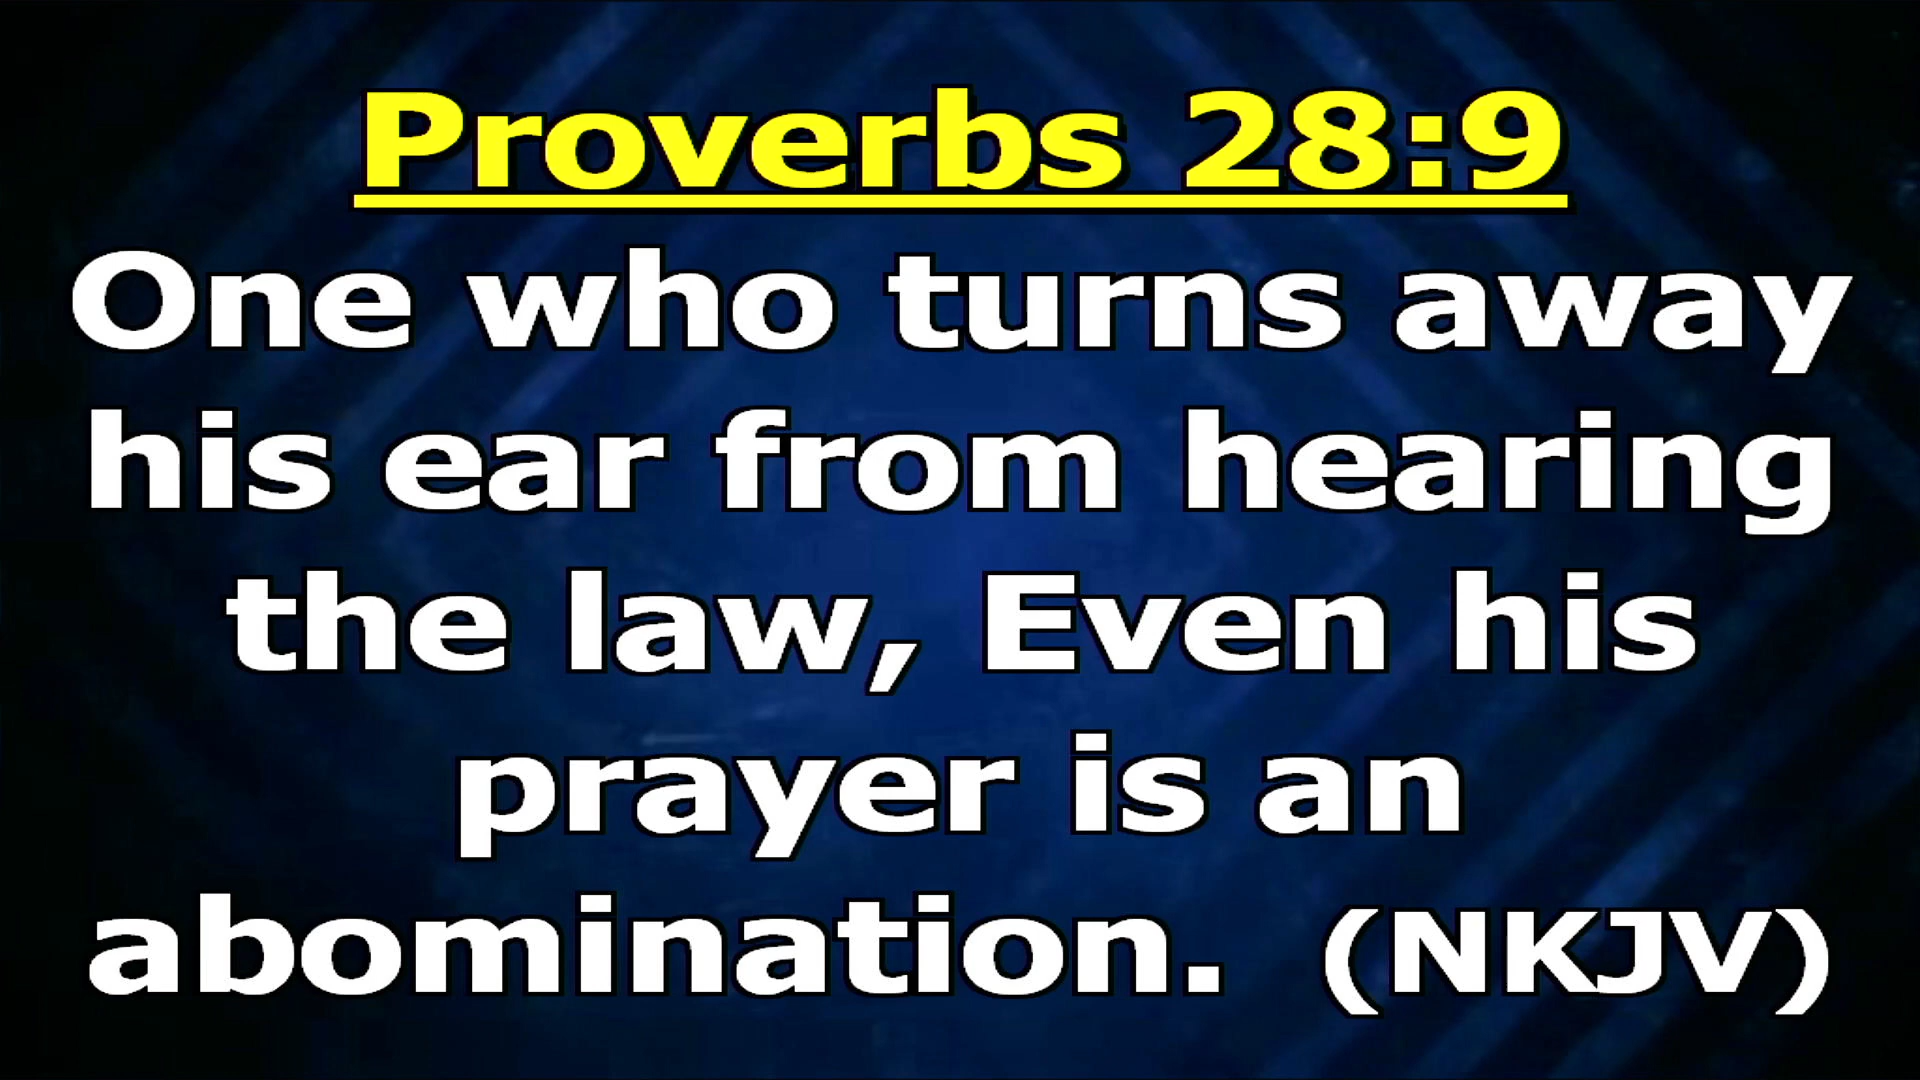 Proverbs 28:9
One who turns away
his ear from hearing
the law, Even his
prayer is an
abomination. (NKJV)